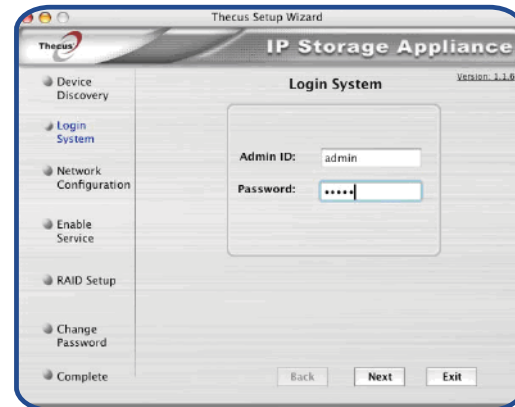 Thecus Setup Wizard
Thecus
IP Storage Appliance
Version: 1.1.6
Device
Discovery
Login
System
Network
Configuration
Enable
Service
RAID Setup
Change
Password
Complete
Login System
Admin ID:
admin
Password:
•••••
Back
Next
Exit